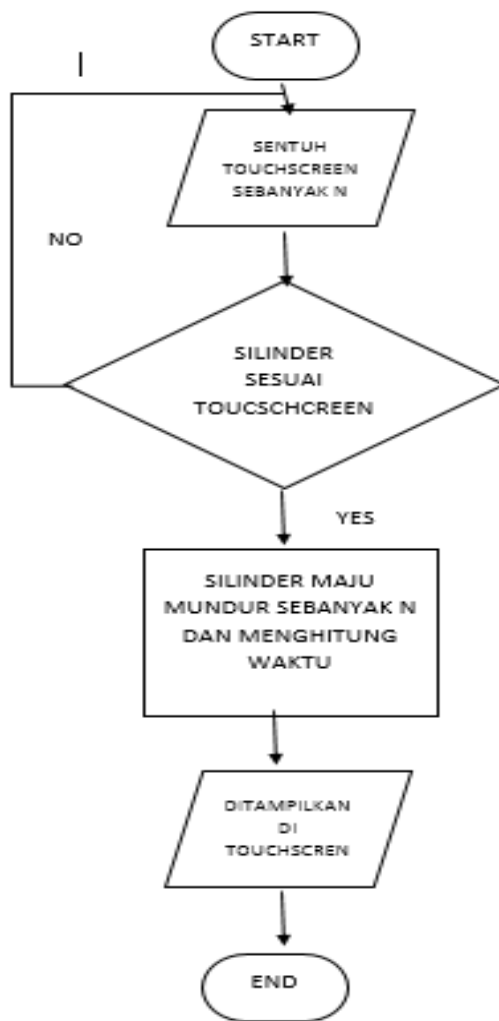 START
SENTUH
TOUCHSCREEN
SEBANYAK N
NO
SILINDER
SESUAI
TOUCSCHCREEN
YES
SILINDER MAJU
MUNDUR SEBANYAK N
DAN MENGHITUNG
WAKTU
DITAMPILKAN
DI
TOUCHSCREN
END